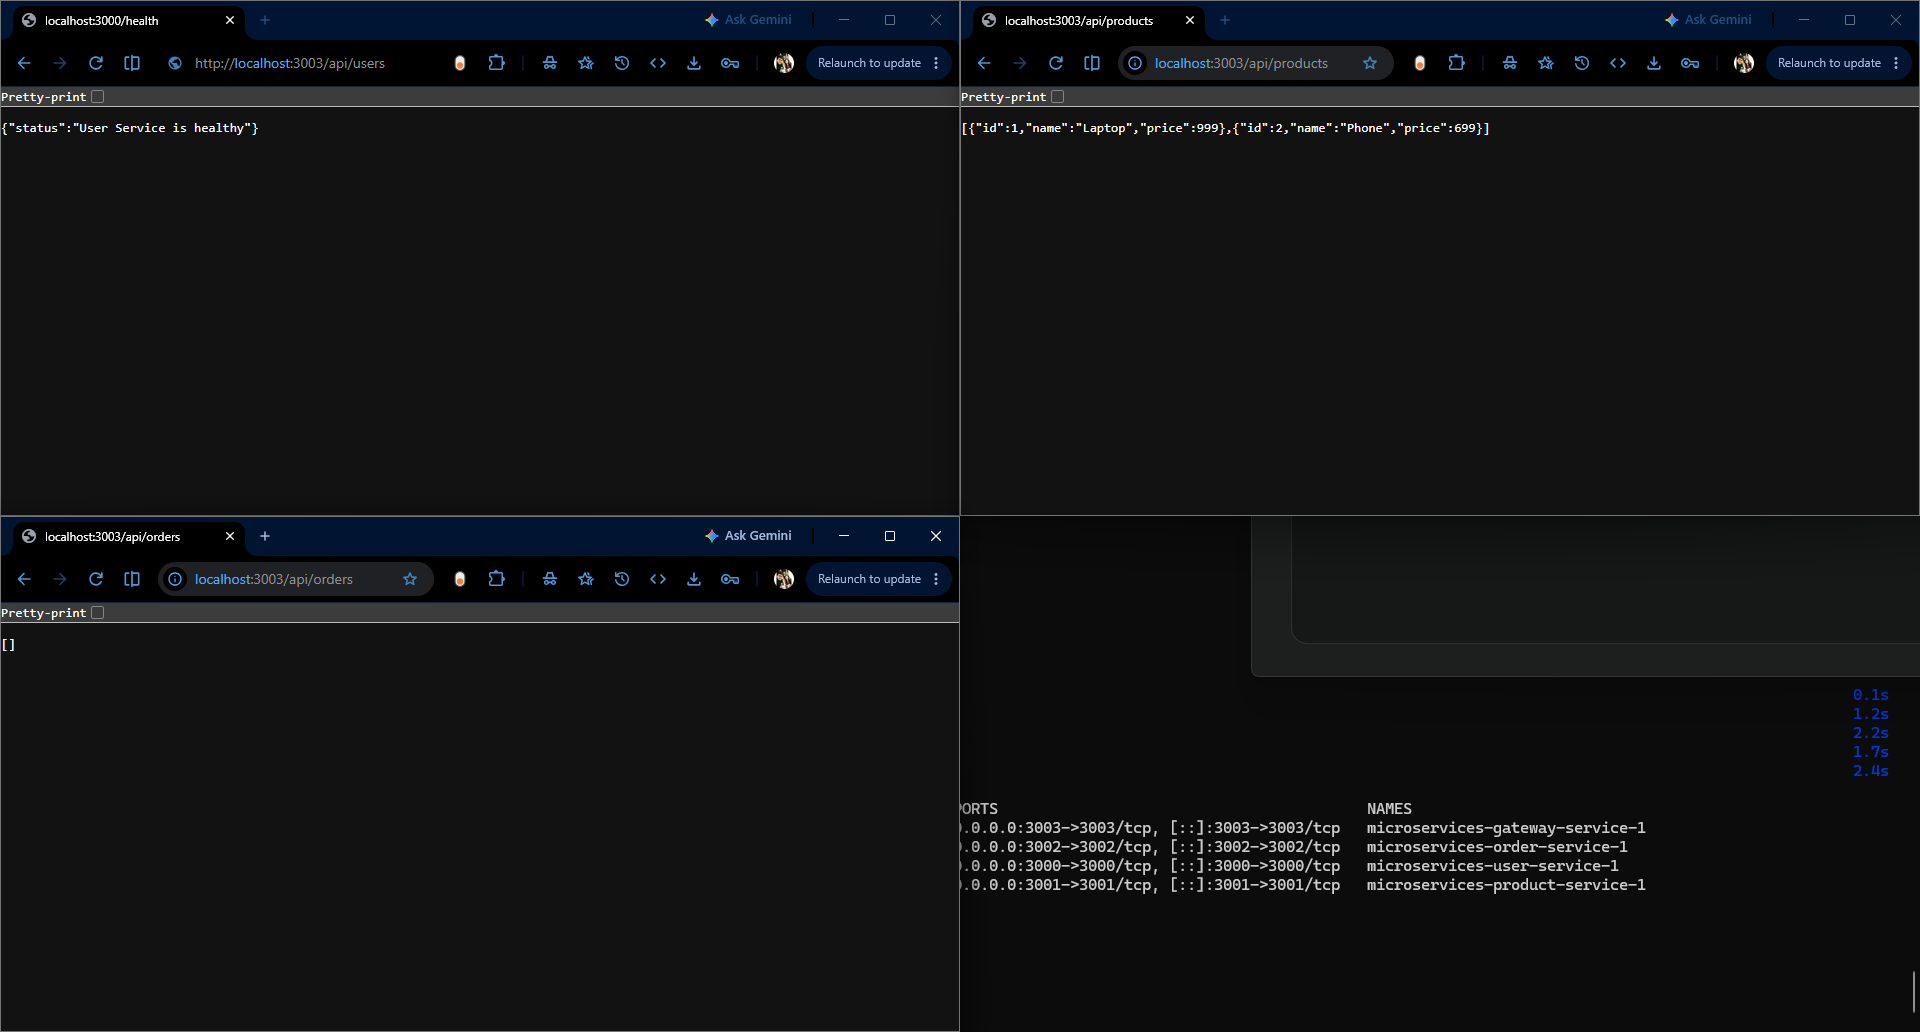 localhost:3000/health
Ask Gemini
http://localhost:3003/api/users
Relaunch to update
Pretty-print
{"status":"User Service is healthy"}
localhost:3003/api/products
Ask Gemini
localhost:3003/api/products
Relaunch to update
Pretty-print
[{"id":1,"name":"Laptop","price":999},{"id":2,"name":"Phone","price":699}]
localhost:3003/api/orders
Ask Gemini
localhost:3003/api/orders
Relaunch to update
Pretty-print
[]
0.1s
1.2s
2.2s
1.7s
2.4s
PORTS NAMES
0.0.0.0:3003->3003/tcp, [::]:3003->3003/tcp microservices-gateway-service-1
0.0.0.0:3002->3002/tcp, [::]:3002->3002/tcp microservices-order-service-1
0.0.0.0:3000->3000/tcp, [::]:3000->3000/tcp microservices-user-service-1
0.0.0.0:3001->3001/tcp, [::]:3001->3001/tcp microservices-product-service-1